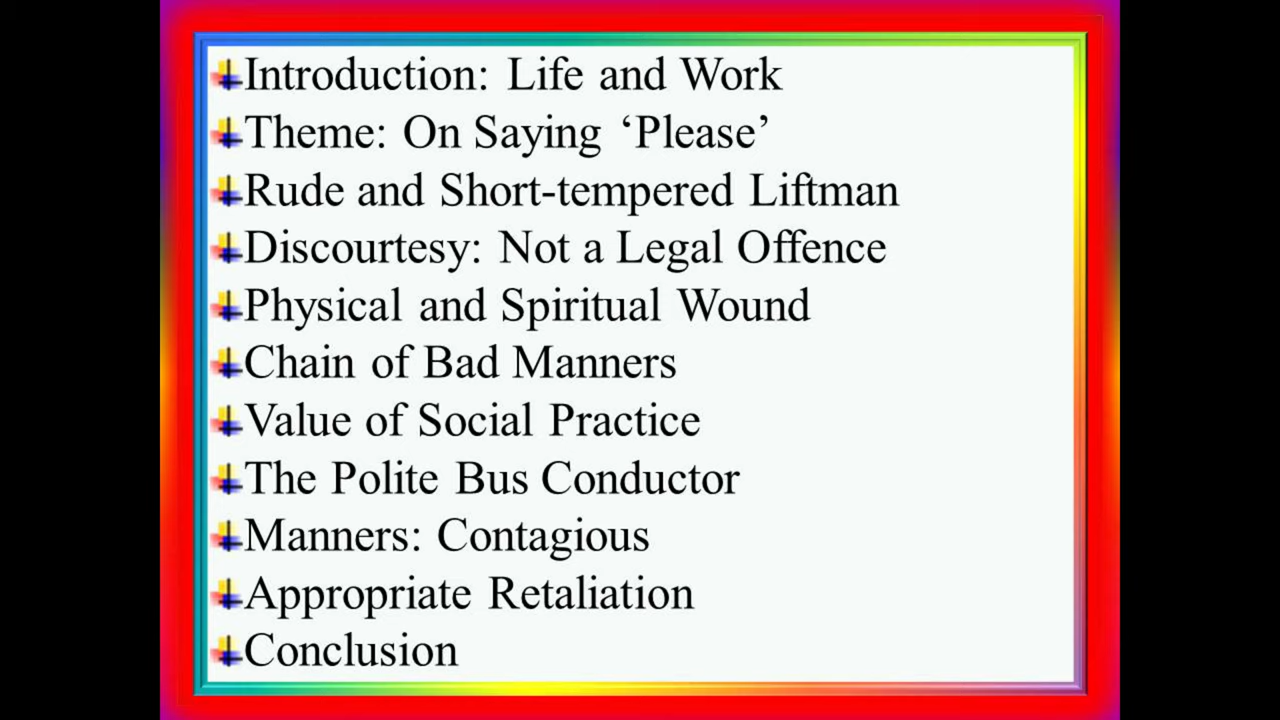 Introduction: Life and Work
Theme: On Saying ‘Please’
Rude and Short-tempered Liftman
Discourtesy: Not a Legal Offence
Physical and Spiritual Wound
Chain of Bad Manners
Value of Social Practice
The Polite Bus Conductor
Manners: Contagious
Appropriate Retaliation
Conclusion